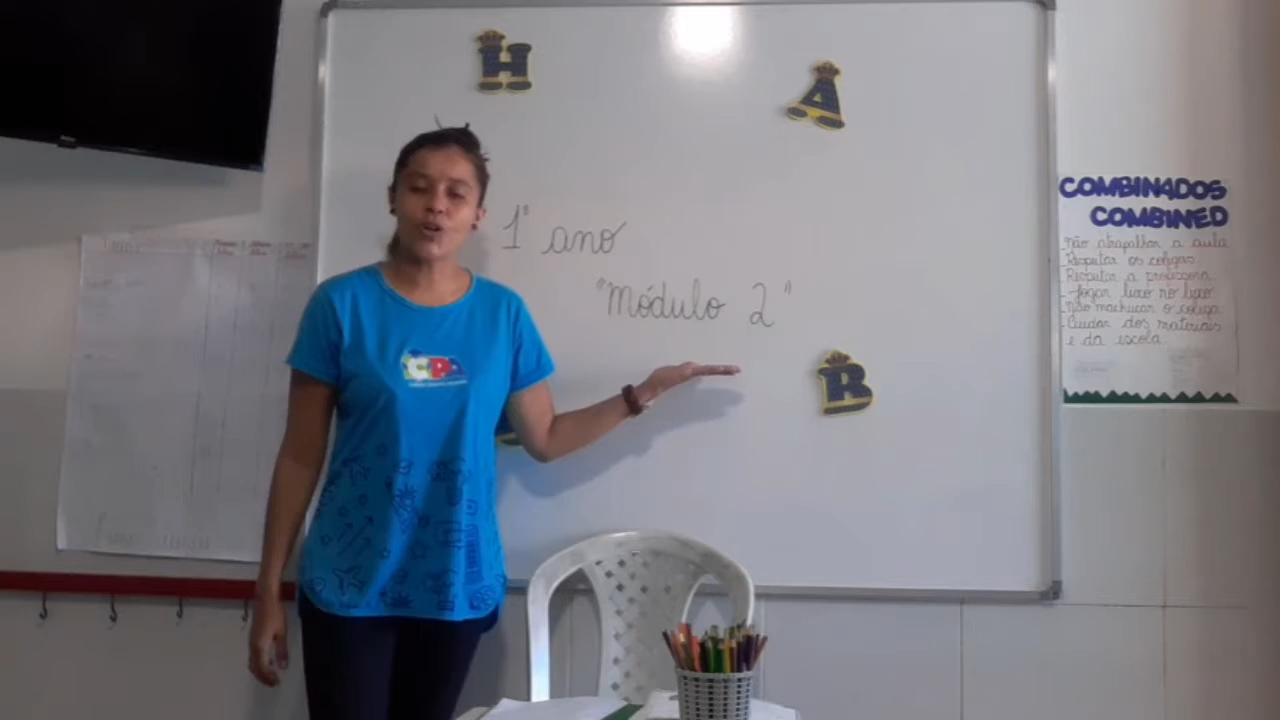 H
A
1º ano
"Módulo 2"
B
COMBINADOS
COMBINED
- Não atrapalhar a aula
- Respeitar os colegas
- Respeitar a professora
- Jogar lixo no lixo
- Não machucar o colega
- Cuidar dos materiais
e da escola